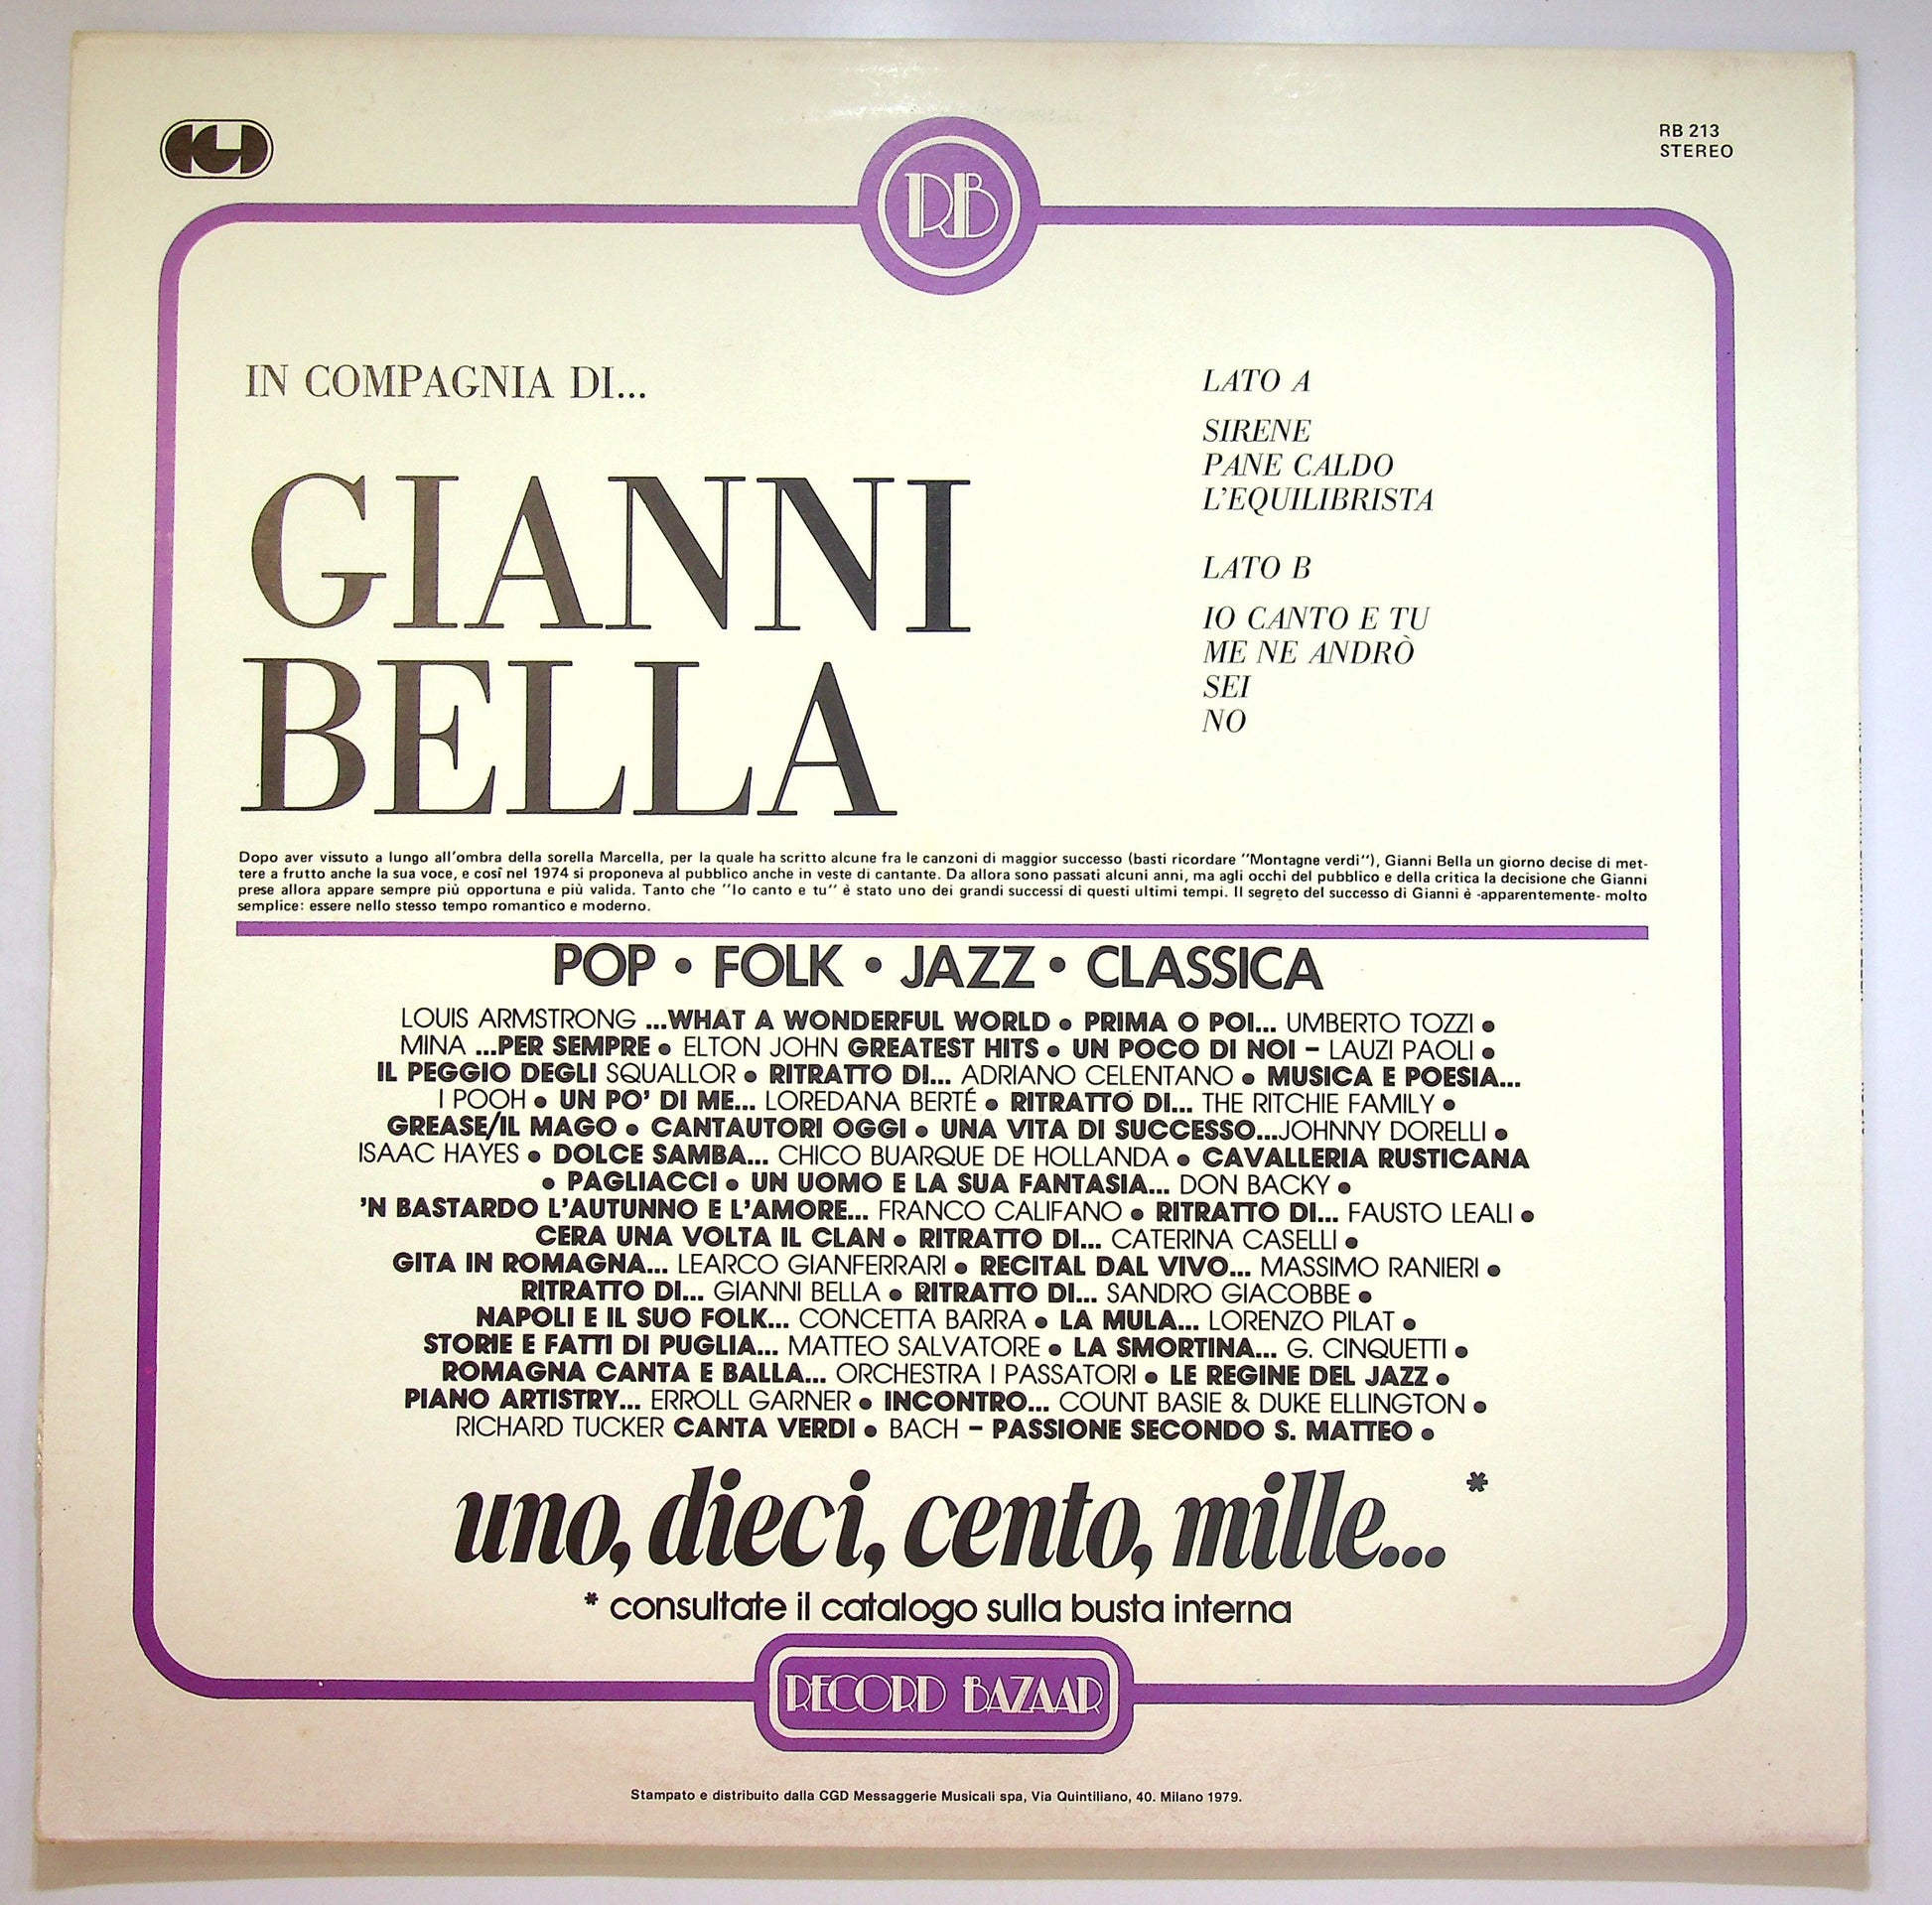 CGD
RB
RB 213
STEREO
IN COMPAGNIA DI...
GIANNI
BELLA
LATO A
SIRENE
PANE CALDO
L'EQUILIBRISTA
LATO B
IO CANTO E TU
ME NE ANDRÒ
SEI
NO
Dopo aver vissuto a lungo all'ombra della sorella Marcella, per la quale ha scritto alcune fra le canzoni di maggior successo (basti ricordare "Montagne verdi"), Gianni Bella un giorno decise di met-
tere a frutto anche la sua voce, e così nel 1974 si proponeva al pubblico anche in veste di cantante. Da allora sono passati alcuni anni, ma agli occhi del pubblico e della critica la decisione che Gianni
prese allora appare sempre più opportuna e più valida. Tanto che "Io canto e tu" è stato uno dei grandi successi di questi ultimi tempi. Il segreto del successo di Gianni è -apparentemente- molto
semplice: essere nello stesso tempo romantico e moderno.
POP • FOLK • JAZZ • CLASSICA
LOUIS ARMSTRONG ...WHAT A WONDERFUL WORLD • PRIMA O POI... UMBERTO TOZZI •
MINA ...PER SEMPRE • ELTON JOHN GREATEST HITS • UN POCO DI NOI – LAUZI PAOLI •
IL PEGGIO DEGLI SQUALLOR • RITRATTO DI... ADRIANO CELENTANO • MUSICA E POESIA...
I POOH • UN PO' DI ME... LOREDANA BERTÉ • RITRATTO DI... THE RITCHIE FAMILY •
GREASE/IL MAGO • CANTAUTORI OGGI • UNA VITA DI SUCCESSO...JOHNNY DORELLI •
ISAAC HAYES • DOLCE SAMBA... CHICO BUARQUE DE HOLLANDA • CAVALLERIA RUSTICANA
• PAGLIACCI • UN UOMO E LA SUA FANTASIA... DON BACKY •
'N BASTARDO L'AUTUNNO E L'AMORE... FRANCO CALIFANO • RITRATTO DI... FAUSTO LEALI •
CERA UNA VOLTA IL CLAN • RITRATTO DI... CATERINA CASELLI •
GITA IN ROMAGNA... LEARCO GIANFERRARI • RECITAL DAL VIVO... MASSIMO RANIERI •
RITRATTO DI... GIANNI BELLA • RITRATTO DI... SANDRO GIACOBBE •
NAPOLI E IL SUO FOLK... CONCETTA BARRA • LA MULA... LORENZO PILAT •
STORIE E FATTI DI PUGLIA... MATTEO SALVATORE • LA SMORTINA... G. CINQUETTI •
ROMAGNA CANTA E BALLA... ORCHESTRA I PASSATORI • LE REGINE DEL JAZZ •
PIANO ARTISTRY... ERROLL GARNER • INCONTRO... COUNT BASIE & DUKE ELLINGTON •
RICHARD TUCKER CANTA VERDI • BACH – PASSIONE SECONDO S. MATTEO •
uno, dieci, cento, mille... *
* consultate il catalogo sulla busta interna
RECORD BAZAAR
Stampato e distribuito dalla CGD Messaggerie Musicali spa, Via Quintiliano, 40. Milano 1979.